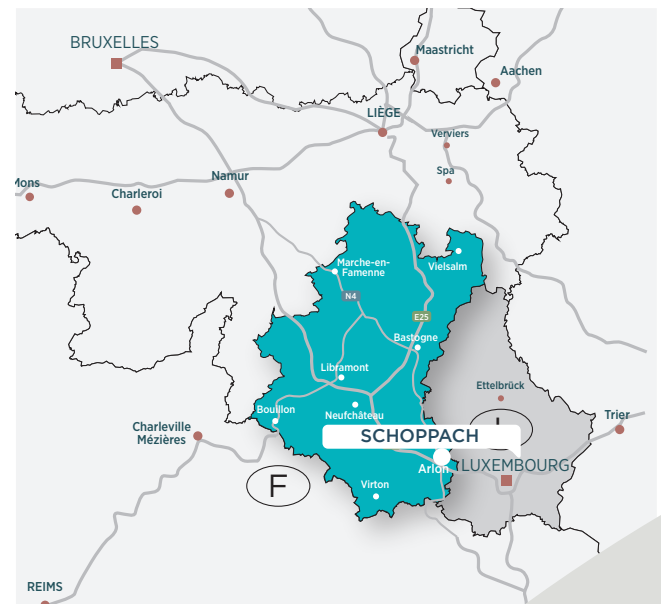 BRUXELLES
Maastricht
Aachen
LIÈGE
Verviers
Spa
Namur
Mons
Charleroi
Marche-en-
Famenne
Vielsalm
N4
E25
Bastogne
Libramont
Ettelbrück
Bouillon
Neufchâteau
Charleville
Mézières
Trier
SCHOPPACH
Arlon
LUXEMBOURG
F
Virton
REIMS